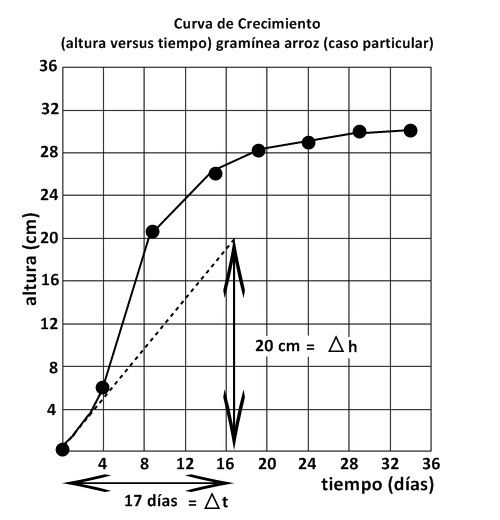 Curva de Crecimiento
(altura versus tiempo) gramínea arroz (caso particular)
36
32
28
24
20
16
12
8
4
altura (cm)
20 cm = △ h
4 8 12 16 20 24 28 32 36
tiempo (días)
17 días = △ t